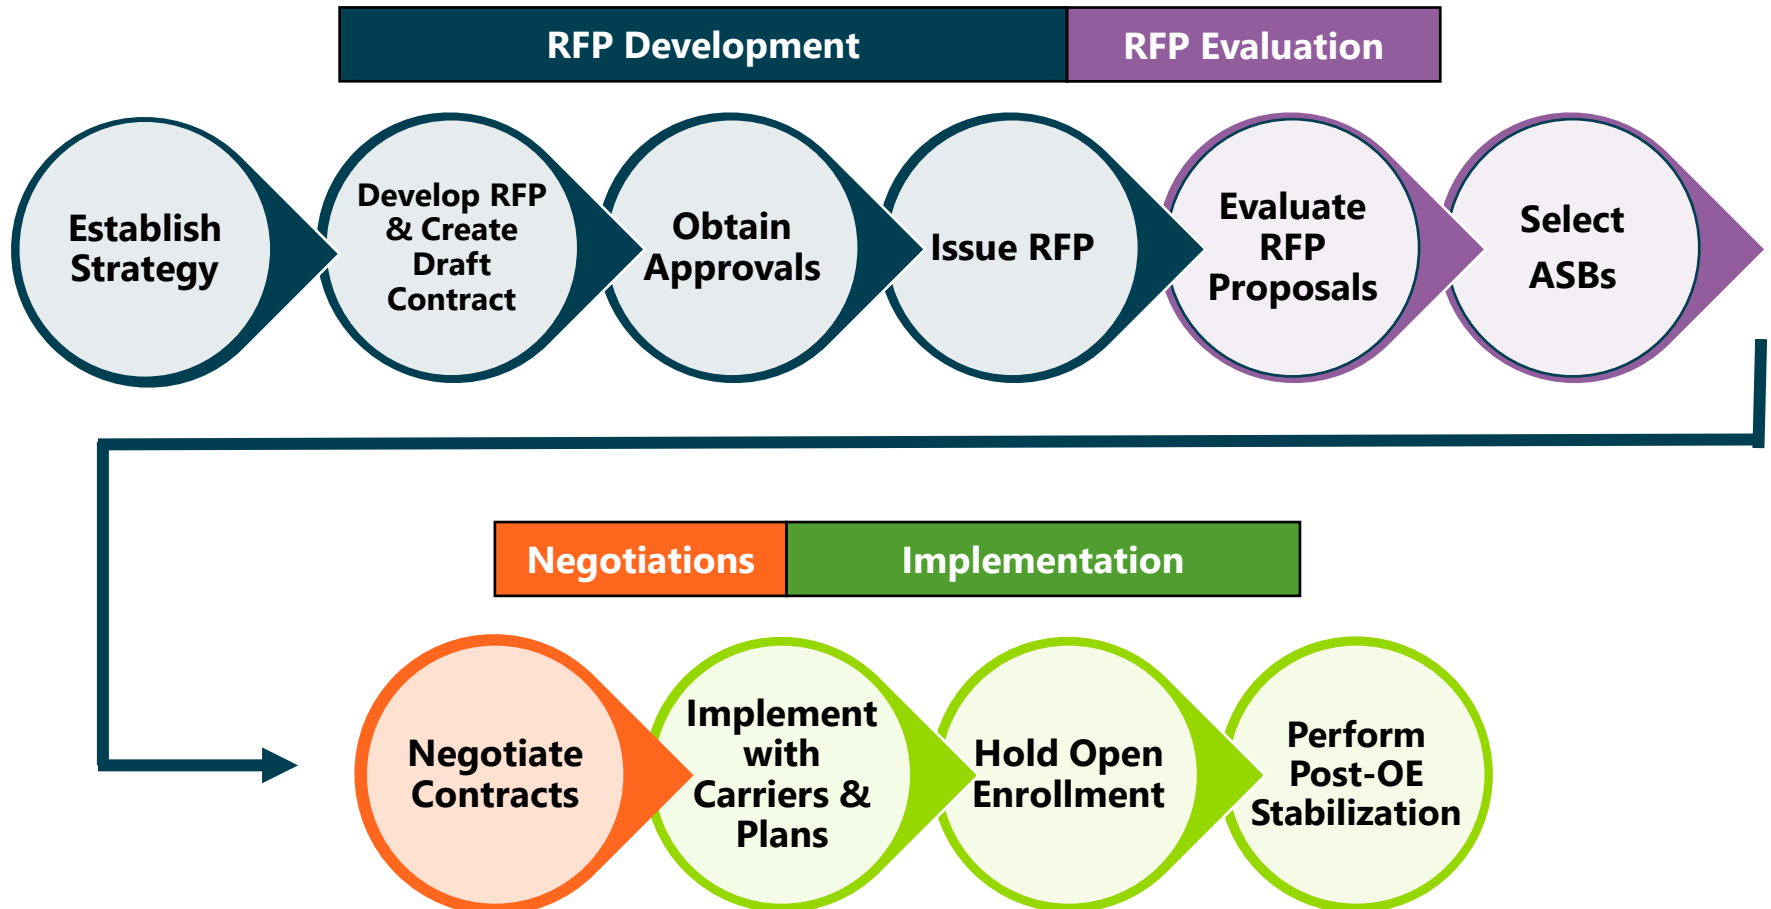 RFP Development
RFP Evaluation
Establish
Strategy
Develop RFP
& Create
Draft
Contract
Obtain
Approvals
Issue RFP
Evaluate
RFP
Proposals
Select
ASBs
Negotiations
Implementation
Negotiate
Contracts
Implement
with
Carriers &
Plans
Hold Open
Enrollment
Perform
Post-OE
Stabilization